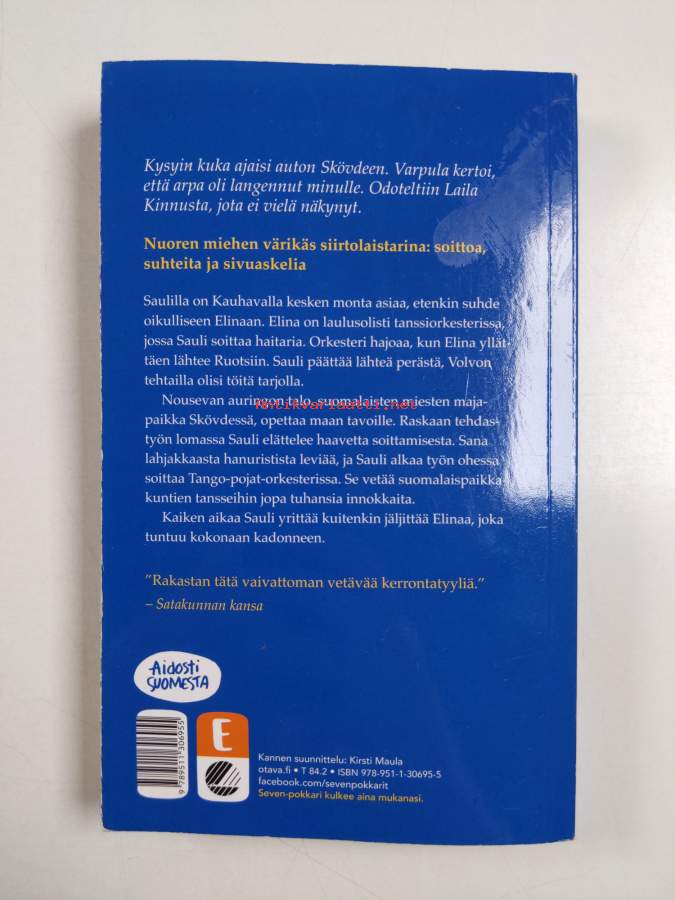 Kysyin kuka ajaisi auton Skövdeen. Varpula kertoi,
että arpa oli langennut minulle. Odoteltiin Laila
Kinnusta, jota ei vielä näkynyt.
Nuoren miehen värikäs siirtolaistarina: soittoa,
suhteita ja sivuaskelia
Saulilla on Kauhavalla kesken monta asiaa, etenkin suhde
oikulliseen Elinaan. Elina on laulusolisti tanssiorkesterissa,
jossa Sauli soittaa haitaria. Orkesteri hajoaa, kun Elina yllät-
täen lähtee Ruotsiin. Sauli päättää lähteä perästä, Volvon
tehtailla olisi töitä tarjolla.
Nousevan auringon talo, suomalaisten miesten maja-
Antikvariaatti.net
paikka Skövdessä, opettaa maan tavoille. Raskaan tehdas-
työn lomassa Sauli elättelee haavetta soittamisesta. Sana
lahjakkaasta hanuristista leviää, ja Sauli alkaa työn ohessa
soittaa Tango-pojat-orkesterissa. Se vetää suomalaispaikka-
kuntien tansseihin jopa tuhansia innokkaita.
Kaiken aikaa Sauli yrittää kuitenkin jäljittää Elinaa, joka
tuntuu kokonaan kadonneen.
"Rakastan tätä vaivattoman vetävää kerrontatyyliä."
– Satakunnan kansa
Aidosti
SUOMESTA
9 789511 306955
E
Kannen suunnittelu: Kirsti Maula
otava.fi • T 84.2 • ISBN 978-951-1-30695-5
facebook.com/sevenpokkarit
Seven-pokkari kulkee aina mukanasi.